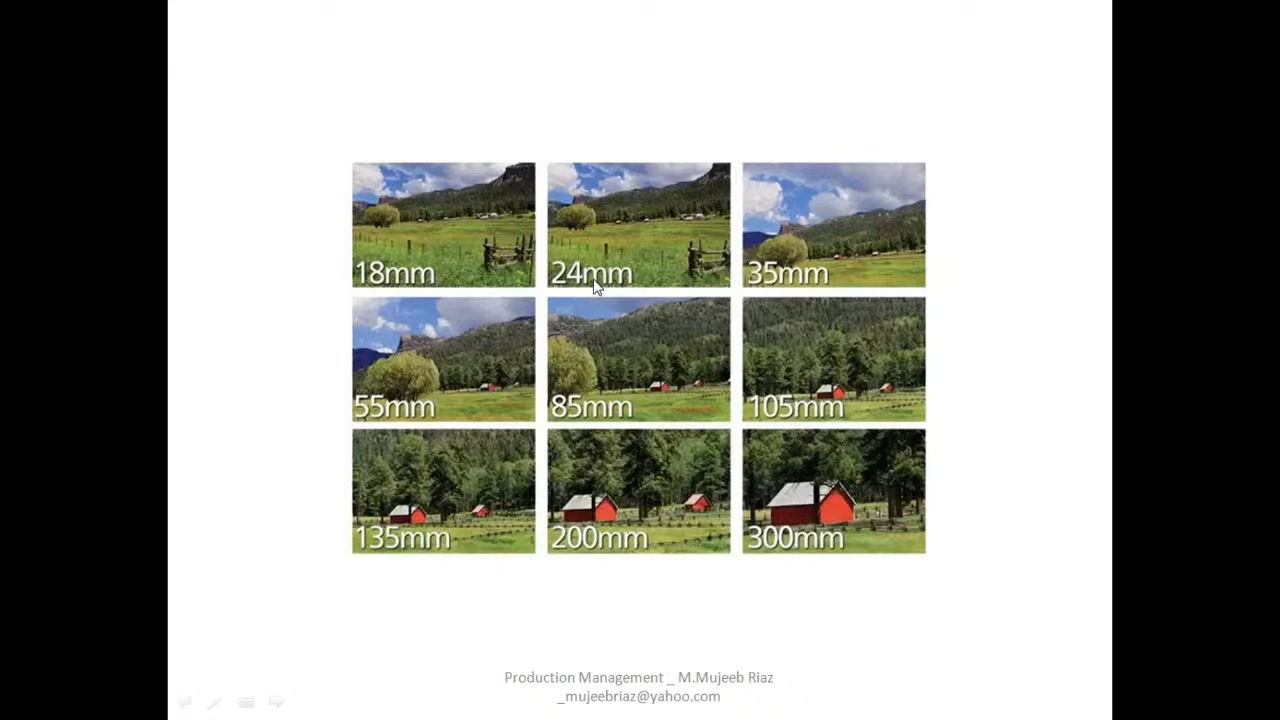 18mm
24mm
35mm
55mm
85mm
105mm
135mm
200mm
300mm
Production Management _ M.Mujeeb Riaz
_mujeebriaz@yahoo.com